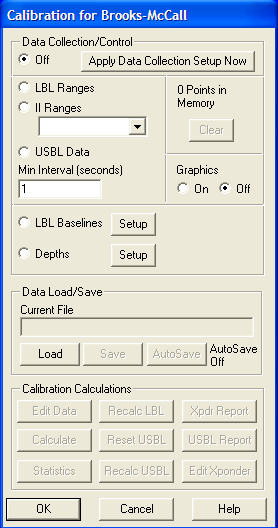 Calibration for Brooks-McCall
Data Collection/Control
Off
Apply Data Collection Setup Now
LBL Ranges
II Ranges
0 Points in
Memory
Clear
USBL Data
Min Interval (seconds)
1
Graphics
On
Off
LBL Baselines
Setup
Depths
Setup
Data Load/Save
Current File
Load
Save
AutoSave
AutoSave
Off
Calibration Calculations
Edit Data
Recalc LBL
Xpdr Report
Calculate
Reset USBL
USBL Report
Statistics
Recalc USBL
Edit Xponder
OK
Cancel
Help